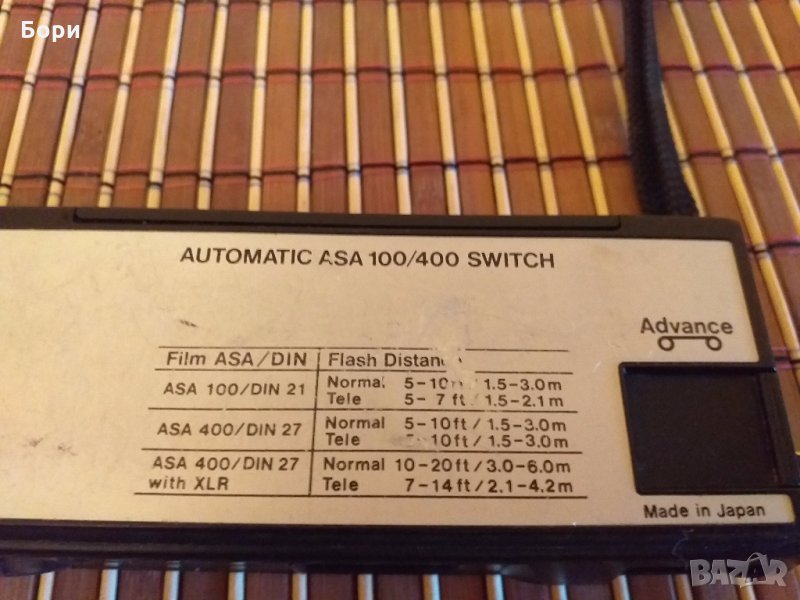 Бори
AUTOMATIC ASA 100/400 SWITCH
Advance
Film ASA/DIN Flash
ASA 100/DIN 21 Normal 1.5-3.0m
Tele 5-7 ft / 1.5-2.1m
ASA 400/DIN 27 Normal 5-10ft / 1.5-3.0m
Tele 10ft / 1.5-3.0m
ASA 400/DIN 27 Normal 10-20ft/3.0-6.0m
with XLR Tele 7-14ft/2.1-4.2m
Made in Japan
BAZAR